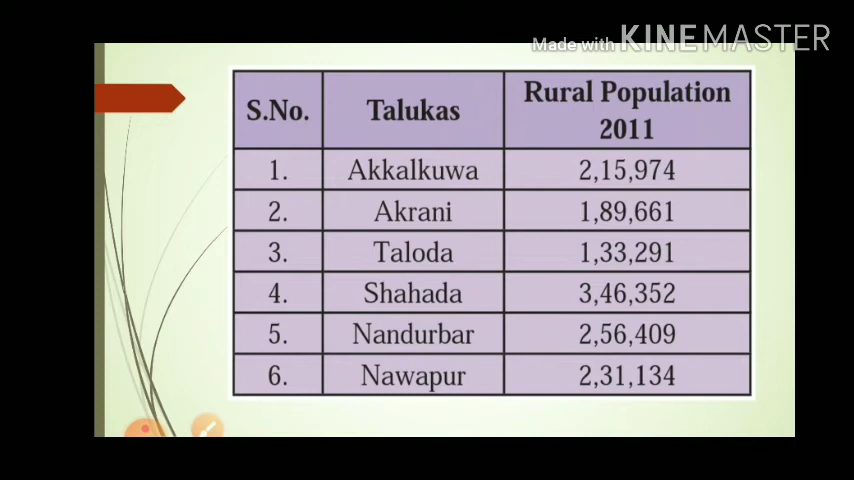 Made with KINEMASTER
S.No. Talukas Rural Population 2011
1. Akkalkuwa 2,15,974
2. Akrani 1,89,661
3. Taloda 1,33,291
4. Shahada 3,46,352
5. Nandurbar 2,56,409
6. Nawapur 2,31,134